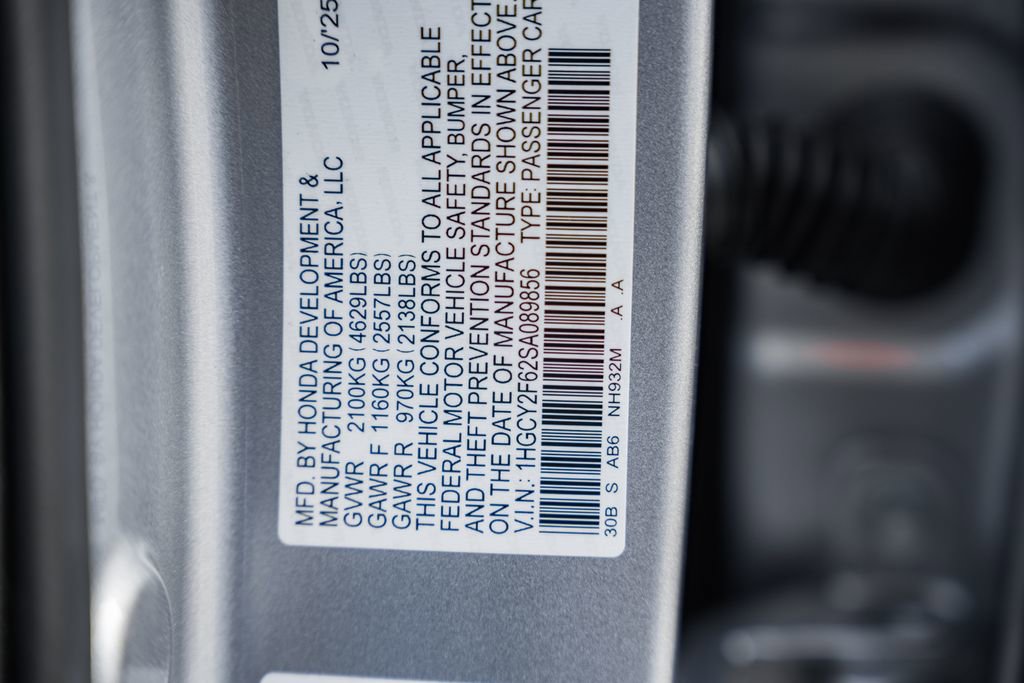 MFD. BY HONDA DEVELOPMENT &
MANUFACTURING OF AMERICA, LLC 10/'25
GVWR 2100KG (4629LBS)
GAWR F 1160KG (2557LBS)
GAWR R 970KG (2138LBS)
THIS VEHICLE CONFORMS TO ALL APPLICABLE
FEDERAL MOTOR VEHICLE SAFETY, BUMPER,
AND THEFT PREVENTION STANDARDS IN EFFECT
ON THE DATE OF MANUFACTURE SHOWN ABOVE.
V.I.N.: 1HGCY2F62SA089856 TYPE: PASSENGER CAR
30B S AB6 NH932M .A .A